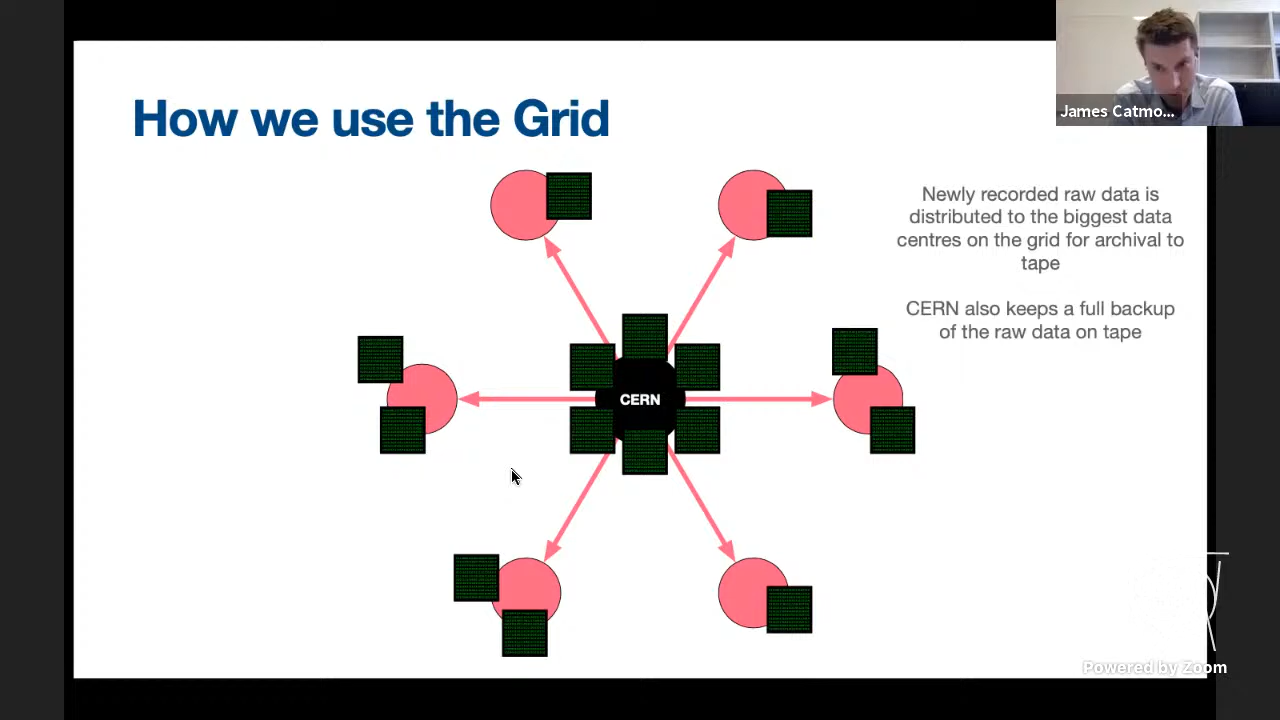 How we use the Grid
James Catmo...
Newly recorded raw data is
distributed to the biggest data
centres on the grid for archival to
tape
CERN also keeps a full backup
of the raw data on tape
CERN
Powered by Zoom